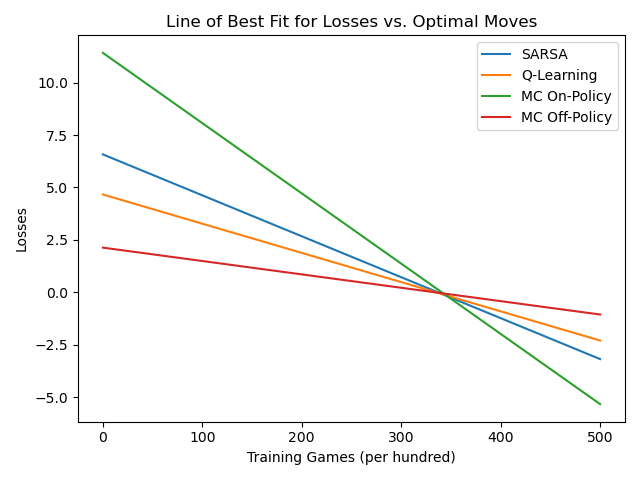 Line of Best Fit for Losses vs. Optimal Moves
SARSA
Q-Learning
MC On-Policy
MC Off-Policy
10.0
7.5
5.0
2.5
0.0
−2.5
−5.0
Losses
0 100 200 300 400 500
Training Games (per hundred)